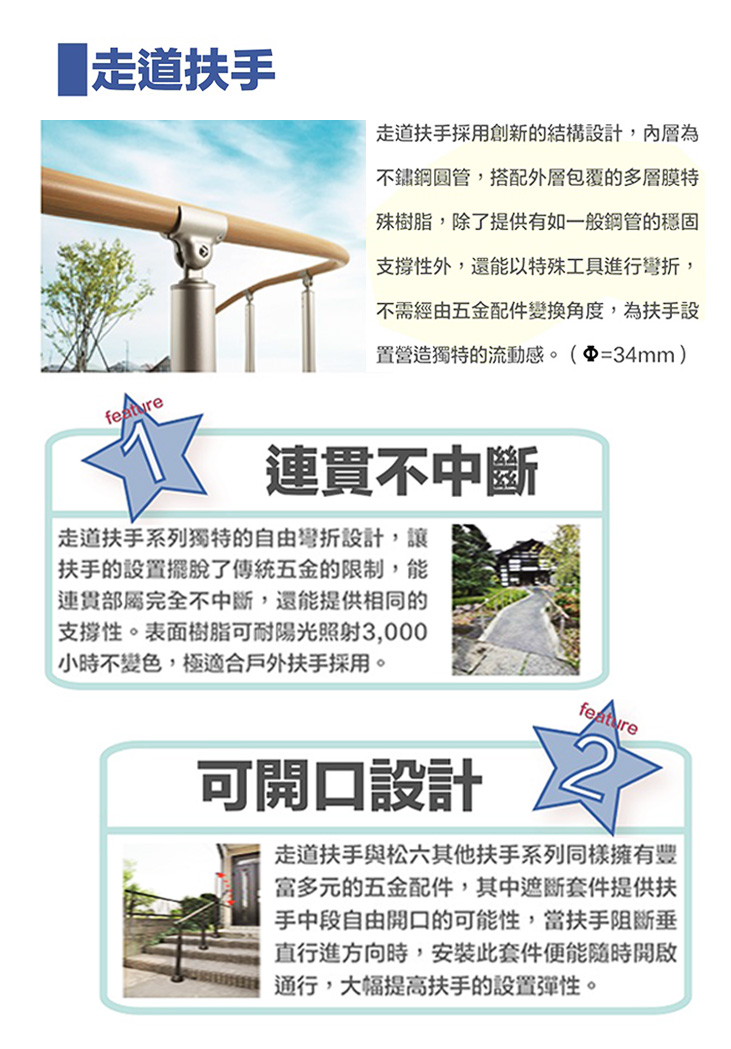 走道扶手
走道扶手採用創新的結構設計，內層為
不鏽鋼圓管，搭配外層包覆的多層膜特
殊樹脂，除了提供有如一般鋼管的穩固
支撐性外，還能以特殊工具進行彎折，
不需經由五金配件變換角度，為扶手設
置營造獨特的流動感。（Φ=34mm）
feature
1
連貫不中斷
走道扶手系列獨特的自由彎折設計，讓
扶手的設置擺脫了傳統五金的限制，能
連貫部屬完全不中斷，還能提供相同的
支撐性。表面樹脂可耐陽光照射3,000
小時不變色，極適合戶外扶手採用。
feature
2
可開口設計
走道扶手與松六其他扶手系列同樣擁有豐
富多元的五金配件，其中遮斷套件提供扶
手中段自由開口的可能性，當扶手阻斷垂
直行進方向時，安裝此套件便能隨時開啟
通行，大幅提高扶手的設置彈性。